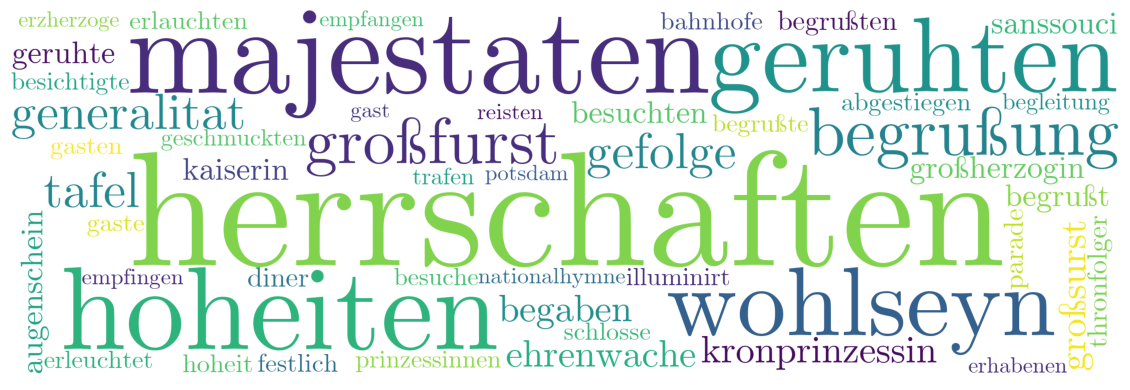 erzherzoge
erlauchten
empfangen
bahnhofe
begrußten
sanssouci
geruhte
majestaten
geruhten
besichtigte
generalitat
gast
reisten
besuchten
abgestiegen
begleitung
geschmuckten
großfurst
begrußte
begrußung
gasten
kaiserin
gefolge
großherzogin
tafel
herrschaften
trafen
potsdam
begrußt
gaste
augenschein
parade
großsurst
thronfolger
empfingen
diner
besuche
nationalhymne
illuminirt
hoheiten
begaben
wohlseyn
schlosse
erleuchtet
hoheit
festlich
prinzessinnen
ehrenwache
kronprinzessin
erhabenen